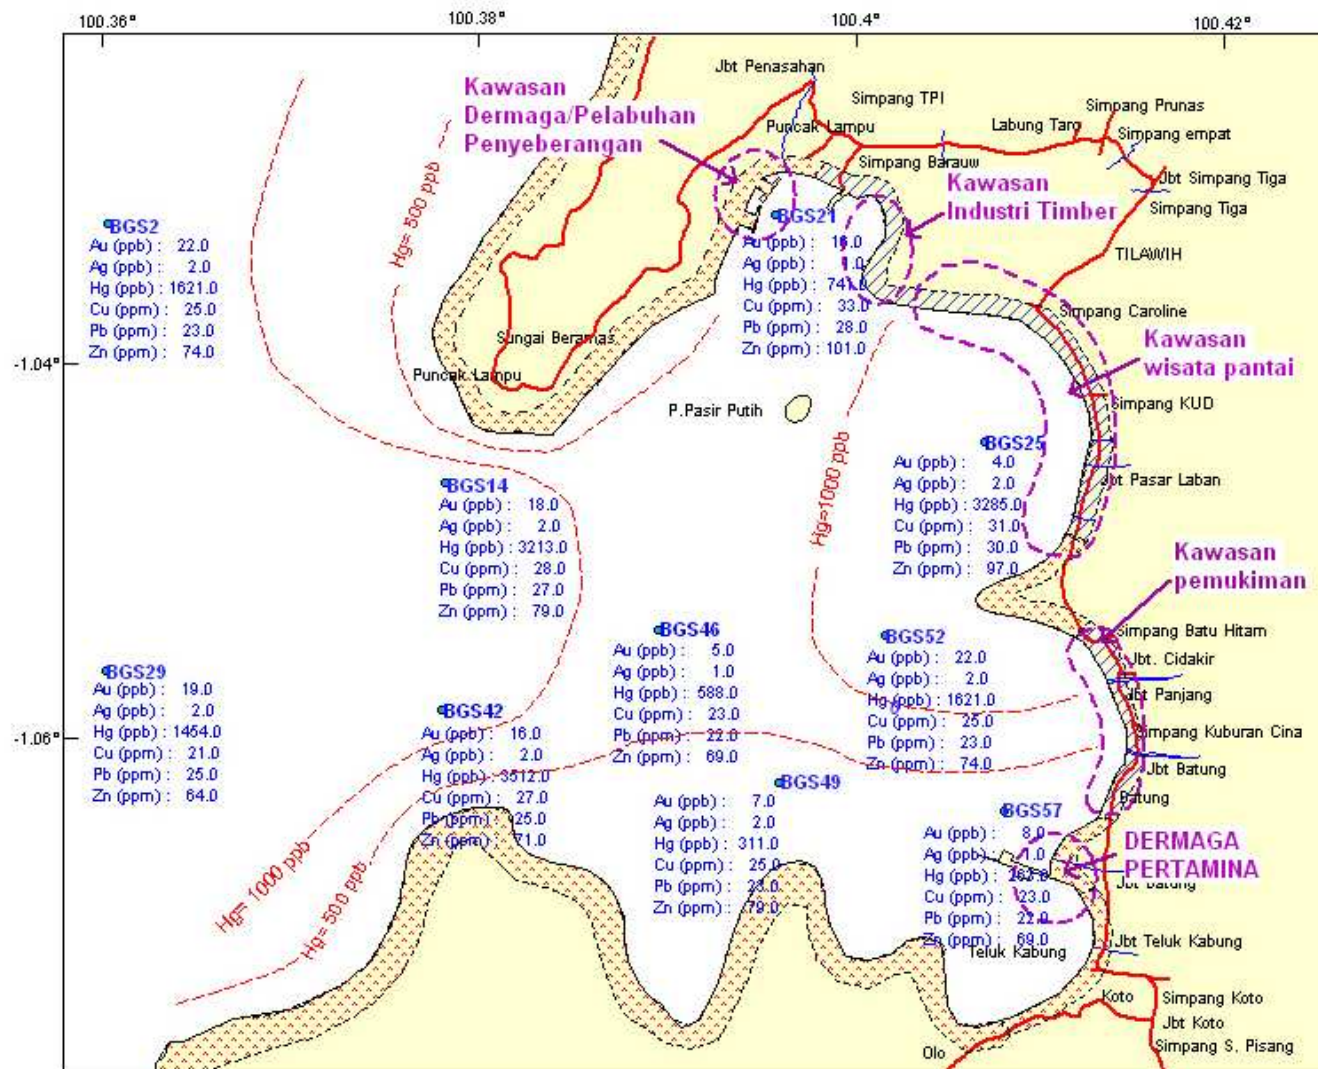 100.36°
100.38°
100.4°
100.42°
-1.04°
-1.06°
Kawasan
Dermaga/Pelabuhan
Penyeberangan
Jbt Penasahan
Simpang TPI
Puncak Lampu
Simpang Barauw
Labung Taro
Simpang Prunas
Simpang empat
Jbt Simpang Tiga
Simpang Tiga
TILAWIH
Kawasan
Industri Timber
Simpang Caroline
Kawasan
wisata pantai
Simpang KUD
Jbt Pasar Laban
Kawasan
pemukiman
Simpang Batu Hitam
Jbt. Cidakir
Jbt Panjang
Simpang Kuburan Cina
Jbt Batung
Batung
DERMAGA
PERTAMINA
Jbt Batung
Jbt Teluk Kabung
Teluk Kabung
Koto
Simpang Koto
Jbt Koto
Simpang S. Pisang
Olo
Sungai Beramas
Puncak Lampu
P.Pasir Putih
Hg= 500 ppb
Hg=1000 ppb
Hg= 1000 ppb
Hg= 500 ppb
BGS2
Au (ppb) : 22.0
Ag (ppb) : 2.0
Hg (ppb) : 1621.0
Cu (ppm) : 25.0
Pb (ppm) : 23.0
Zn (ppm) : 74.0
BGS21
Au (ppb) : 16.0
Ag (ppb) : 1.0
Hg (ppb) : 741.0
Cu (ppm) : 33.0
Pb (ppm) : 28.0
Zn (ppm) : 101.0
BGS25
Au (ppb) : 4.0
Ag (ppb) : 2.0
Hg (ppb) : 3285.0
Cu (ppm) : 31.0
Pb (ppm) : 30.0
Zn (ppm) : 97.0
BGS14
Au (ppb) : 18.0
Ag (ppb) : 2.0
Hg (ppb) : 3213.0
Cu (ppm) : 28.0
Pb (ppm) : 27.0
Zn (ppm) : 79.0
BGS46
Au (ppb) : 5.0
Ag (ppb) : 1.0
Hg (ppb) : 588.0
Cu (ppm) : 23.0
Pb (ppm) : 22.0
Zn (ppm) : 69.0
BGS52
Au (ppb) : 22.0
Ag (ppb) : 2.0
Hg (ppb) : 1621.0
Cu (ppm) : 25.0
Pb (ppm) : 23.0
Zn (ppm) : 74.0
BGS29
Au (ppb) : 19.0
Ag (ppb) : 2.0
Hg (ppb) : 1454.0
Cu (ppm) : 21.0
Pb (ppm) : 25.0
Zn (ppm) : 64.0
BGS42
Au (ppb) : 16.0
Ag (ppb) : 2.0
Hg (ppb) : 3512.0
Cu (ppm) : 27.0
Pb (ppm) : 25.0
Zn (ppm) : 71.0
BGS49
Au (ppb) : 7.0
Ag (ppb) : 2.0
Hg (ppb) : 311.0
Cu (ppm) : 25.0
Pb (ppm) : 23.0
Zn (ppm) : 79.0
BGS57
Au (ppb) : 8.0
Ag (ppb) : 1.0
Hg (ppb) :
Cu (ppm) : 23.0
Pb (ppm) : 22.0
Zn (ppm) : 69.0